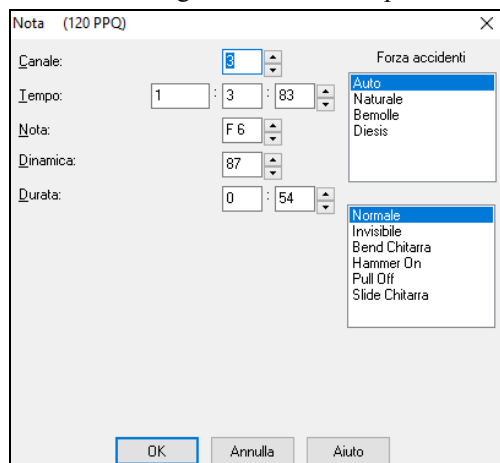 Nota (120 PPQ)
Canale: 3
Tempo: 1 : 3 : 83
Nota: F 6
Dinamica: 87
Durata: 0 : 54
Forza accidenti
Auto
Naturale
Bemolle
Diesis
Normale
Invisibile
Bend Chitarra
Hammer On
Pull Off
Slide Chitarra
OK Annulla Aiuto